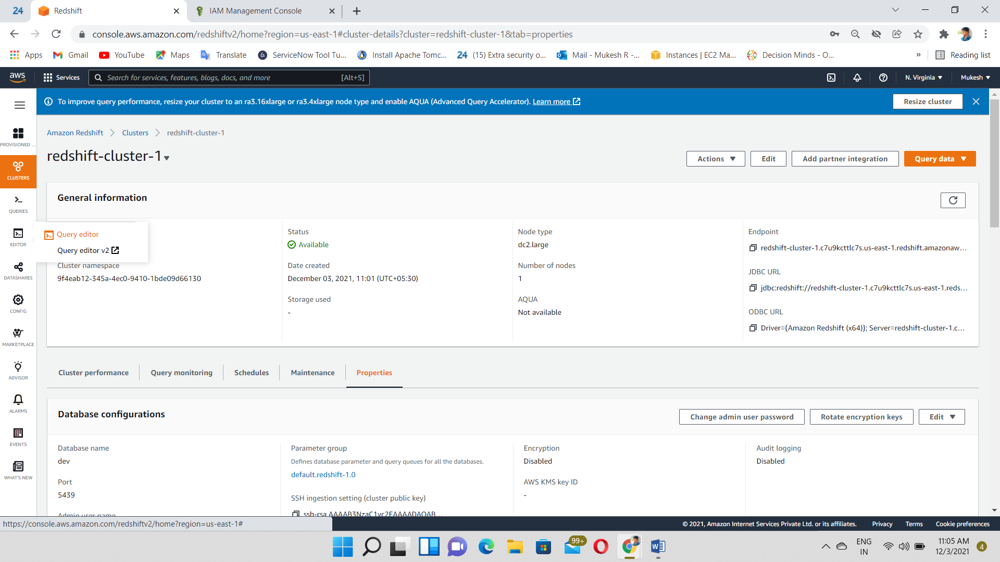 24 Redshift IAM Management Console
console.aws.amazon.com/redshiftv2/home?region=us-east-1#cluster-details?cluster=redshift-cluster-1&tab=properties
Apps Gmail YouTube Maps Translate ServiceNow Tool Tu... Install Apache Tomc... 24 (15) Extra security o... Mail - Mukesh R -... Instances | EC2 Ma... Decision Minds - O... » Reading list
aws Services Search for services, features, blogs, docs, and more [Alt+S] N. Virginia Mukesh
To improve query performance, resize your cluster to an ra3.16xlarge or ra3.4xlarge node type and enable AQUA (Advanced Query Accelerator). Learn more Resize cluster
PROVISIONED ...
CLUSTERS
QUERIES
EDITOR
DATASHARES
CONFIG
MARKETPLACE
ADVISOR
ALARMS
EVENTS
WHAT'S NEW
Amazon Redshift > Clusters > redshift-cluster-1
redshift-cluster-1
Actions Edit Add partner integration Query data
General information
Query editor
Query editor v2
Cluster namespace
9f4eab12-345a-4ec0-9410-1bde09d66130
Status
Available
Date created
December 03, 2021, 11:01 (UTC+05:30)
Storage used
-
Node type
dc2.large
Number of nodes
1
AQUA
Not available
Endpoint
redshift-cluster-1.c7u9kcttlc7s.us-east-1.redshift.amazonaw...
JDBC URL
jdbc:redshift://redshift-cluster-1.c7u9kcttlc7s.us-east-1.reds...
ODBC URL
Driver={Amazon Redshift (x64)}; Server=redshift-cluster-1.c...
Cluster performance Query monitoring Schedules Maintenance Properties
Database configurations
Change admin user password Rotate encryption keys Edit
Database name
dev
Port
5439
Admin user name
Parameter group
Defines database parameter and query queues for all the databases.
default.redshift-1.0
SSH ingestion setting (cluster public key)
ssh-rsa AAAAB3NzaC1yc2EAAAADAQAB...
Encryption
Disabled
AWS KMS key ID
-
Audit logging
Disabled
https://console.aws.amazon.com/redshiftv2/home?region=us-east-1#
© 2021, Amazon Internet Services Private Ltd. or its affiliates. Privacy Terms Cookie preferences
99+
ENG
IN
11:05 AM
12/3/2021
4